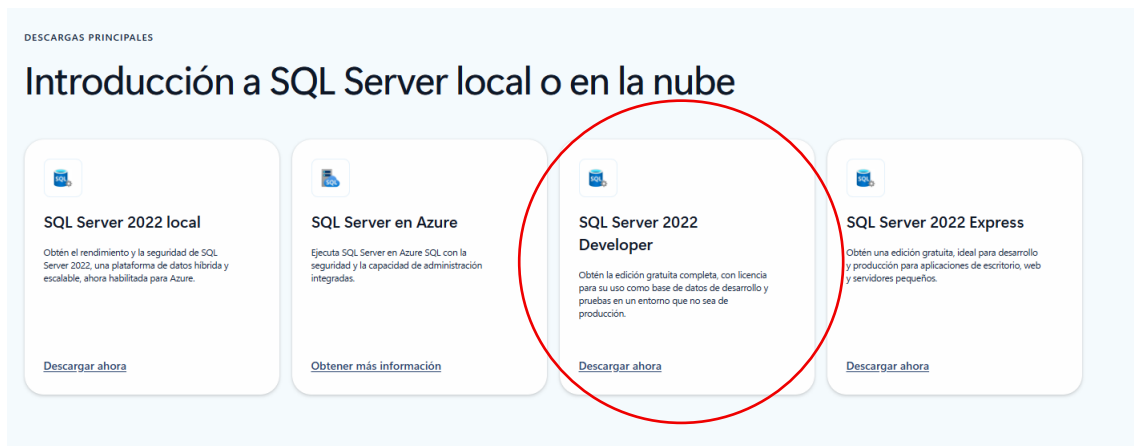 DESCARGAS PRINCIPALES
Introducción a SQL Server local o en la nube
SQL
SQL Server 2022 local
Obtén el rendimiento y la seguridad de SQL
Server 2022, una plataforma de datos híbrida y
escalable, ahora habilitada para Azure.
Descargar ahora
SQL
SQL Server en Azure
Ejecuta SQL Server en Azure SQL con la
seguridad y la capacidad de administración
integradas.
Obtener más información
SQL
SQL Server 2022
Developer
Obtén la edición gratuita completa, con licencia
para su uso como base de datos de desarrollo y
pruebas en un entorno que no sea de
producción.
Descargar ahora
SQL
SQL Server 2022 Express
Obtén una edición gratuita, ideal para desarrollo
y producción para aplicaciones de escritorio, web
y servidores pequeños.
Descargar ahora